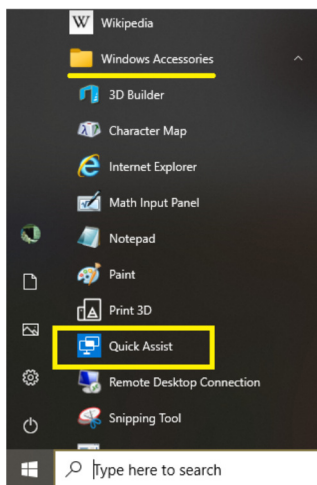 W Wikipedia
Windows Accessories
3D Builder
Character Map
Internet Explorer
Math Input Panel
Notepad
Paint
Print 3D
Quick Assist
Remote Desktop Connection
Snipping Tool
Type here to search